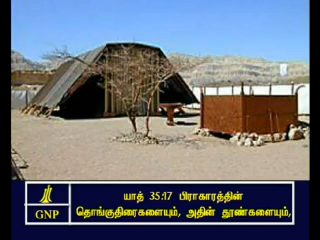 யாத் 35:17 பிராகாரத்தின்
தொங்குதிரைகளையும், அதின் தூண்களையும்,
GNP